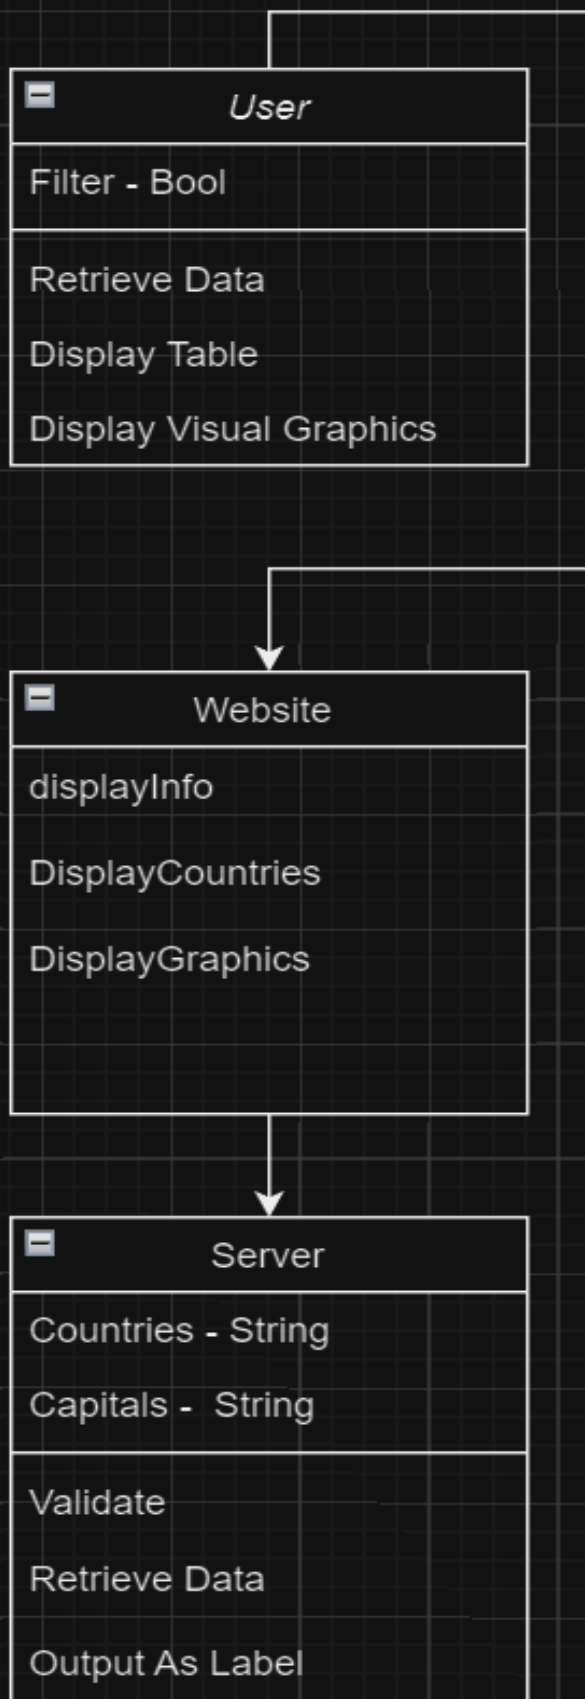 User
Filter - Bool
Retrieve Data
Display Table
Display Visual Graphics
Website
displayInfo
DisplayCountries
DisplayGraphics
Server
Countries - String
Capitals -  String
Validate
Retrieve Data
Output As Label